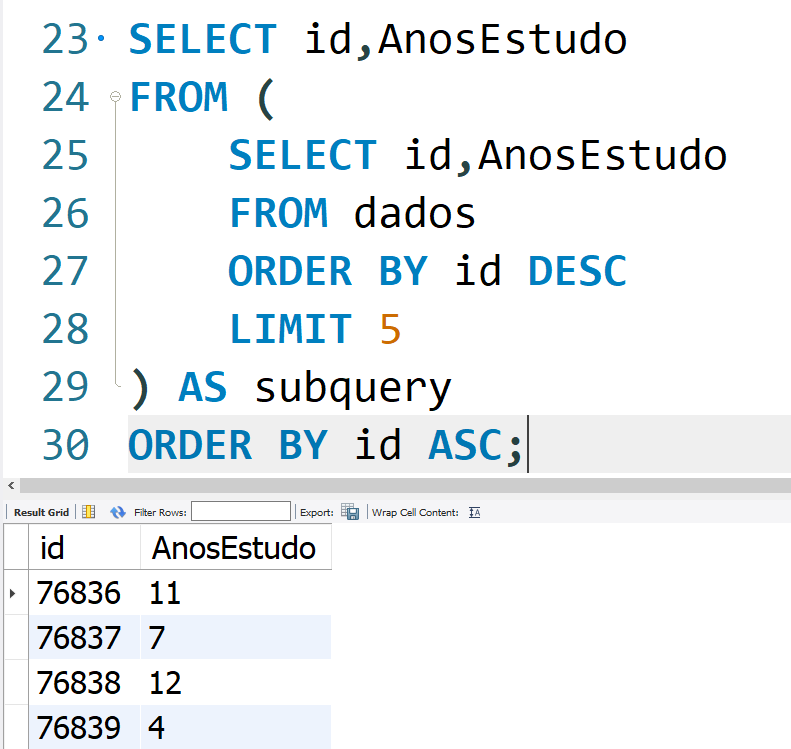 23 SELECT id,AnosEstudo
24 FROM (
25 SELECT id,AnosEstudo
26 FROM dados
27 ORDER BY id DESC
28 LIMIT 5
29 ) AS subquery
30 ORDER BY id ASC;
Result Grid Filter Rows: Export: Wrap Cell Content:
id AnosEstudo
76836 11
76837 7
76838 12
76839 4